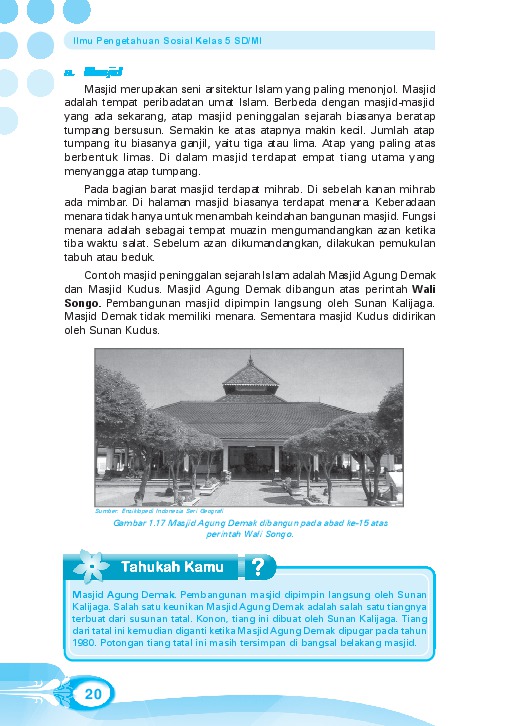 Ilmu Pengetahuan Sosial Kelas 5 SD/MI
a. Masjid
Masjid merupakan seni arsitektur Islam yang paling menonjol. Masjid
adalah tempat peribadatan umat Islam. Berbeda dengan masjid-masjid
yang ada sekarang, atap masjid peninggalan sejarah biasanya beratap
tumpang bersusun. Semakin ke atas atapnya makin kecil. Jumlah atap
tumpang itu biasanya ganjil, yaitu tiga atau lima. Atap yang paling atas
berbentuk limas. Di dalam masjid terdapat empat tiang utama yang
menyangga atap tumpang.
Pada bagian barat masjid terdapat mihrab. Di sebelah kanan mihrab
ada mimbar. Di halaman masjid biasanya terdapat menara. Keberadaan
menara tidak hanya untuk menambah keindahan bangunan masjid. Fungsi
menara adalah sebagai tempat muazin mengumandangkan azan ketika
tiba waktu salat. Sebelum azan dikumandangkan, dilakukan pemukulan
tabuh atau beduk.
Contoh masjid peninggalan sejarah Islam adalah Masjid Agung Demak
dan Masjid Kudus. Masjid Agung Demak dibangun atas perintah Wali
Songo. Pembangunan masjid dipimpin langsung oleh Sunan Kalijaga.
Masjid Demak tidak memiliki menara. Sementara masjid Kudus didirikan
oleh Sunan Kudus.
Sumber: Ensiklopedi Indonesia Seri Geografi
Gambar 1.17 Masjid Agung Demak dibangun pada abad ke-15 atas
perintah Wali Songo.
Tahukah Kamu ?
Masjid Agung Demak. Pembangunan masjid dipimpin langsung oleh Sunan
Kalijaga. Salah satu keunikan Masjid Agung Demak adalah salah satu tiangnya
terbuat dari susunan tatal. Konon, tiang ini dibuat oleh Sunan Kalijaga. Tiang
dari tatal ini kemudian diganti ketika Masjid Agung Demak dipugar pada tahun
1980. Potongan tiang tatal ini masih tersimpan di bangsal belakang masjid.
20